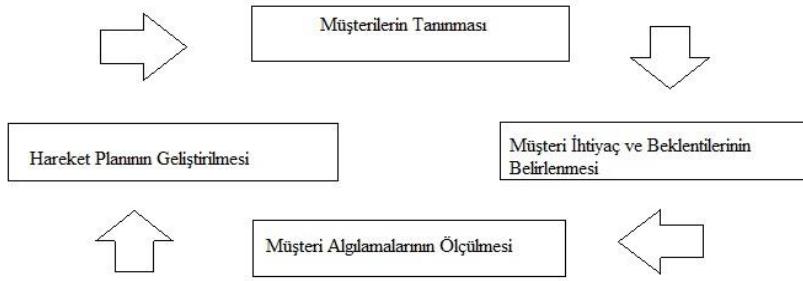 Müşterilerin Tanınması
Hareket Planının Geliştirilmesi
Müşteri İhtiyaç ve Beklentilerinin
Belirlenmesi
Müşteri Algılamalarının Ölçülmesi